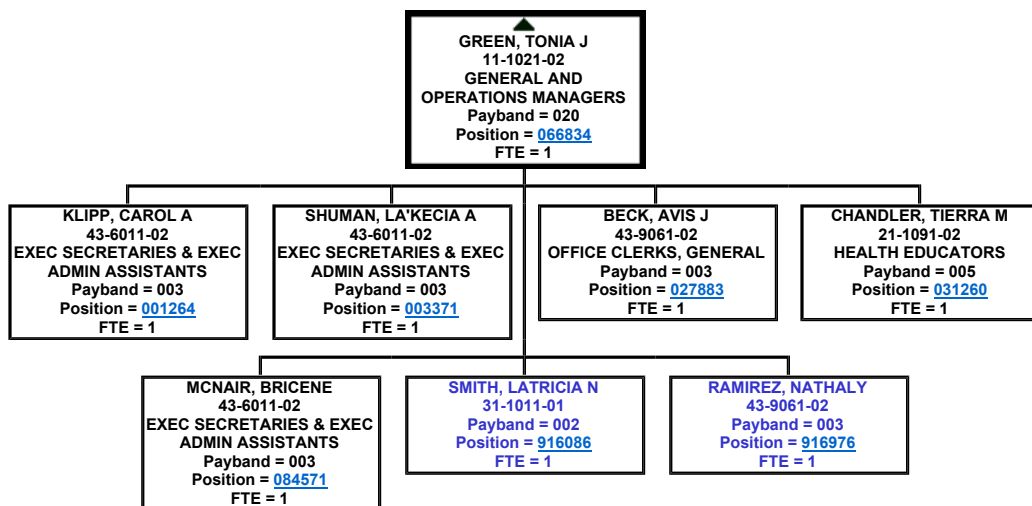 GREEN, TONIA J
11-1021-02
GENERAL AND
OPERATIONS MANAGERS
Payband = 020
Position = 066834
FTE = 1
KLIPP, CAROL A
43-6011-02
EXEC SECRETARIES & EXEC
ADMIN ASSISTANTS
Payband = 003
Position = 001264
FTE = 1
SHUMAN, LA'KECIA A
43-6011-02
EXEC SECRETARIES & EXEC
ADMIN ASSISTANTS
Payband = 003
Position = 003371
FTE = 1
BECK, AVIS J
43-9061-02
OFFICE CLERKS, GENERAL
Payband = 003
Position = 027883
FTE = 1
CHANDLER, TIERRA M
21-1091-02
HEALTH EDUCATORS
Payband = 005
Position = 031260
FTE = 1
MCNAIR, BRICENE
43-6011-02
EXEC SECRETARIES & EXEC
ADMIN ASSISTANTS
Payband = 003
Position = 084571
FTE = 1
SMITH, LATRICIA N
31-1011-01
Payband = 002
Position = 916086
FTE = 1
RAMIREZ, NATHALY
43-9061-02
Payband = 003
Position = 916976
FTE = 1